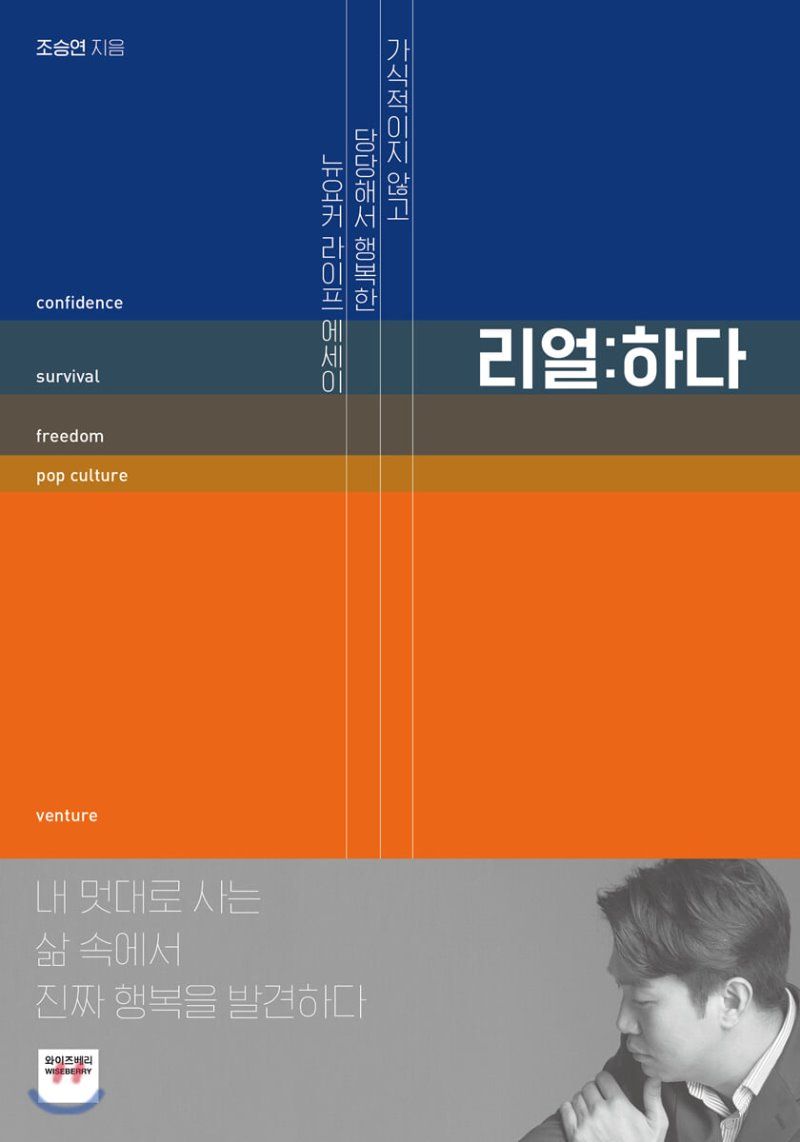 조승연 지음
가식적이지 않고
당당해서 행복한
뉴요커 라이프 에세이
confidence
리얼:하다
survival
freedom
pop culture
venture
내 멋대로 사는
삶 속에서
진짜 행복을 발견하다
와이즈베리
WISEBERRY